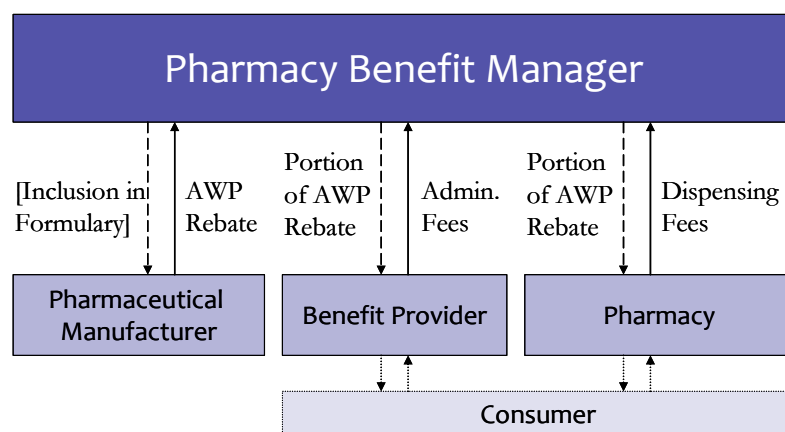 Pharmacy Benefit Manager
[Inclusion in
Formulary]
AWP
Rebate
Portion
of AWP
Rebate
Admin.
Fees
Portion
of AWP
Rebate
Dispensing
Fees
Pharmaceutical
Manufacturer
Benefit Provider
Pharmacy
Consumer